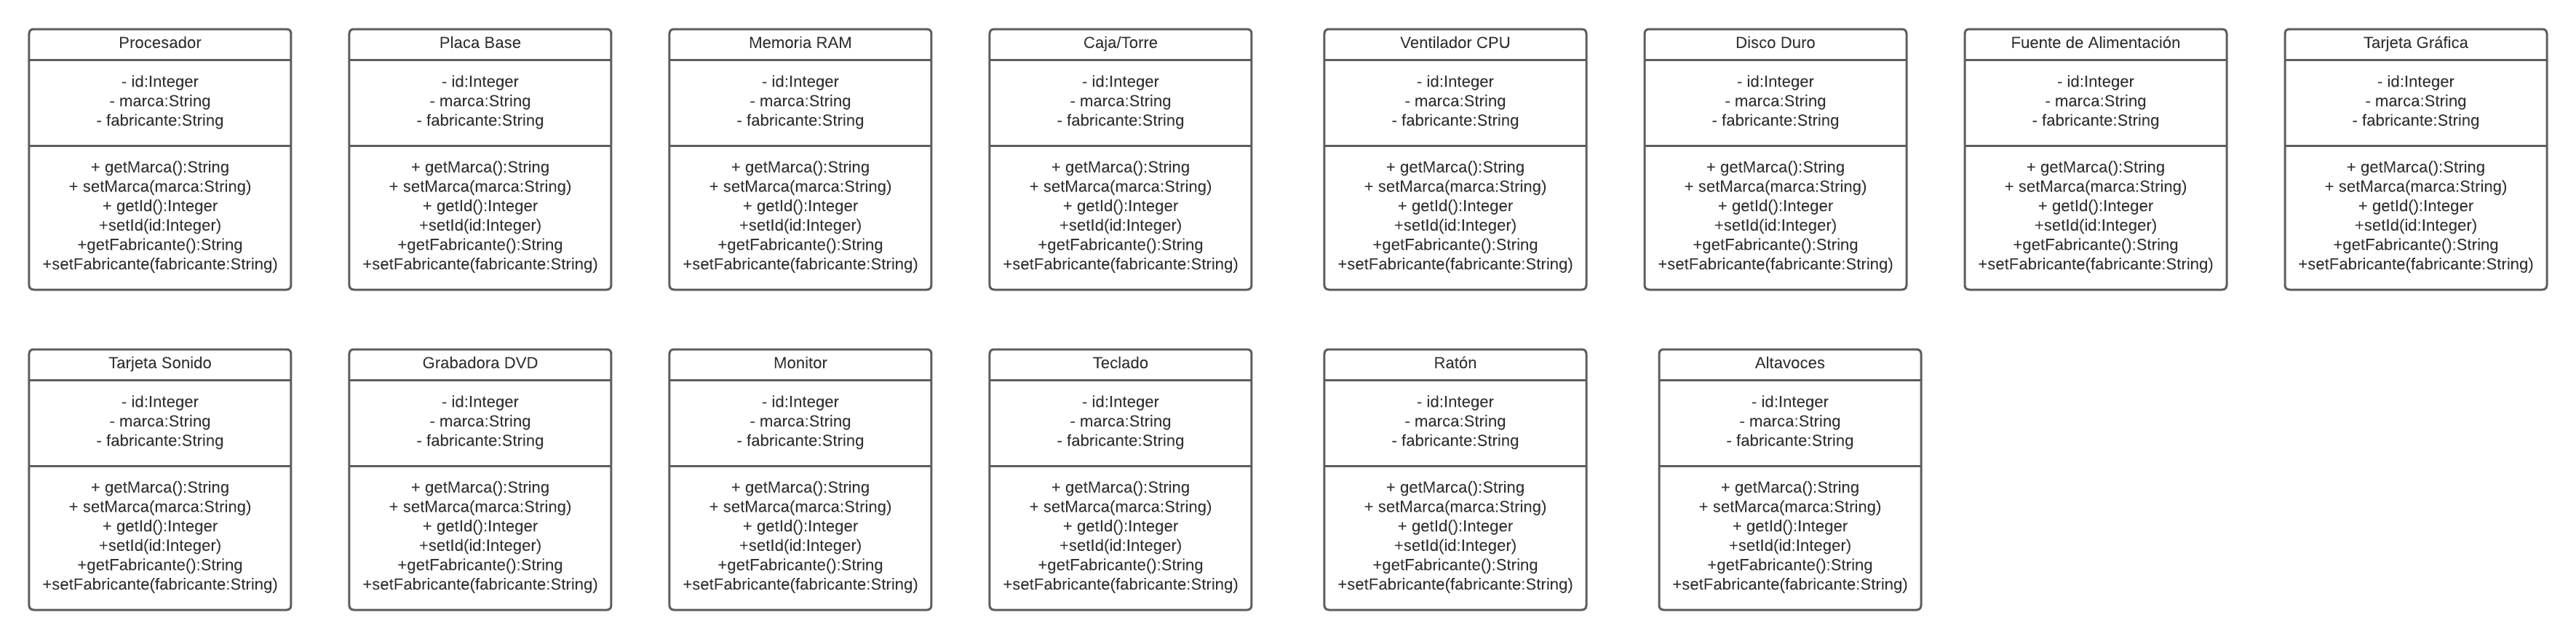 Procesador
- id:Integer
- marca:String
- fabricante:String
+ getMarca():String
+ setMarca(marca:String)
+ getId():Integer
+setId(id:Integer)
+getFabricante():String
+setFabricante(fabricante:String)
Placa Base
- id:Integer
- marca:String
- fabricante:String
+ getMarca():String
+ setMarca(marca:String)
+ getId():Integer
+setId(id:Integer)
+getFabricante():String
+setFabricante(fabricante:String)
Memoria RAM
- id:Integer
- marca:String
- fabricante:String
+ getMarca():String
+ setMarca(marca:String)
+ getId():Integer
+setId(id:Integer)
+getFabricante():String
+setFabricante(fabricante:String)
Caja/Torre
- id:Integer
- marca:String
- fabricante:String
+ getMarca():String
+ setMarca(marca:String)
+ getId():Integer
+setId(id:Integer)
+getFabricante():String
+setFabricante(fabricante:String)
Ventilador CPU
- id:Integer
- marca:String
- fabricante:String
+ getMarca():String
+ setMarca(marca:String)
+ getId():Integer
+setId(id:Integer)
+getFabricante():String
+setFabricante(fabricante:String)
Disco Duro
- id:Integer
- marca:String
- fabricante:String
+ getMarca():String
+ setMarca(marca:String)
+ getId():Integer
+setId(id:Integer)
+getFabricante():String
+setFabricante(fabricante:String)
Fuente de Alimentación
- id:Integer
- marca:String
- fabricante:String
+ getMarca():String
+ setMarca(marca:String)
+ getId():Integer
+setId(id:Integer)
+getFabricante():String
+setFabricante(fabricante:String)
Tarjeta Gráfica
- id:Integer
- marca:String
- fabricante:String
+ getMarca():String
+ setMarca(marca:String)
+ getId():Integer
+setId(id:Integer)
+getFabricante():String
+setFabricante(fabricante:String)
Tarjeta Sonido
- id:Integer
- marca:String
- fabricante:String
+ getMarca():String
+ setMarca(marca:String)
+ getId():Integer
+setId(id:Integer)
+getFabricante():String
+setFabricante(fabricante:String)
Grabadora DVD
- id:Integer
- marca:String
- fabricante:String
+ getMarca():String
+ setMarca(marca:String)
+ getId():Integer
+setId(id:Integer)
+getFabricante():String
+setFabricante(fabricante:String)
Monitor
- id:Integer
- marca:String
- fabricante:String
+ getMarca():String
+ setMarca(marca:String)
+ getId():Integer
+setId(id:Integer)
+getFabricante():String
+setFabricante(fabricante:String)
Teclado
- id:Integer
- marca:String
- fabricante:String
+ getMarca():String
+ setMarca(marca:String)
+ getId():Integer
+setId(id:Integer)
+getFabricante():String
+setFabricante(fabricante:String)
Ratón
- id:Integer
- marca:String
- fabricante:String
+ getMarca():String
+ setMarca(marca:String)
+ getId():Integer
+setId(id:Integer)
+getFabricante():String
+setFabricante(fabricante:String)
Altavoces
- id:Integer
- marca:String
- fabricante:String
+ getMarca():String
+ setMarca(marca:String)
+ getId():Integer
+setId(id:Integer)
+getFabricante():String
+setFabricante(fabricante:String)